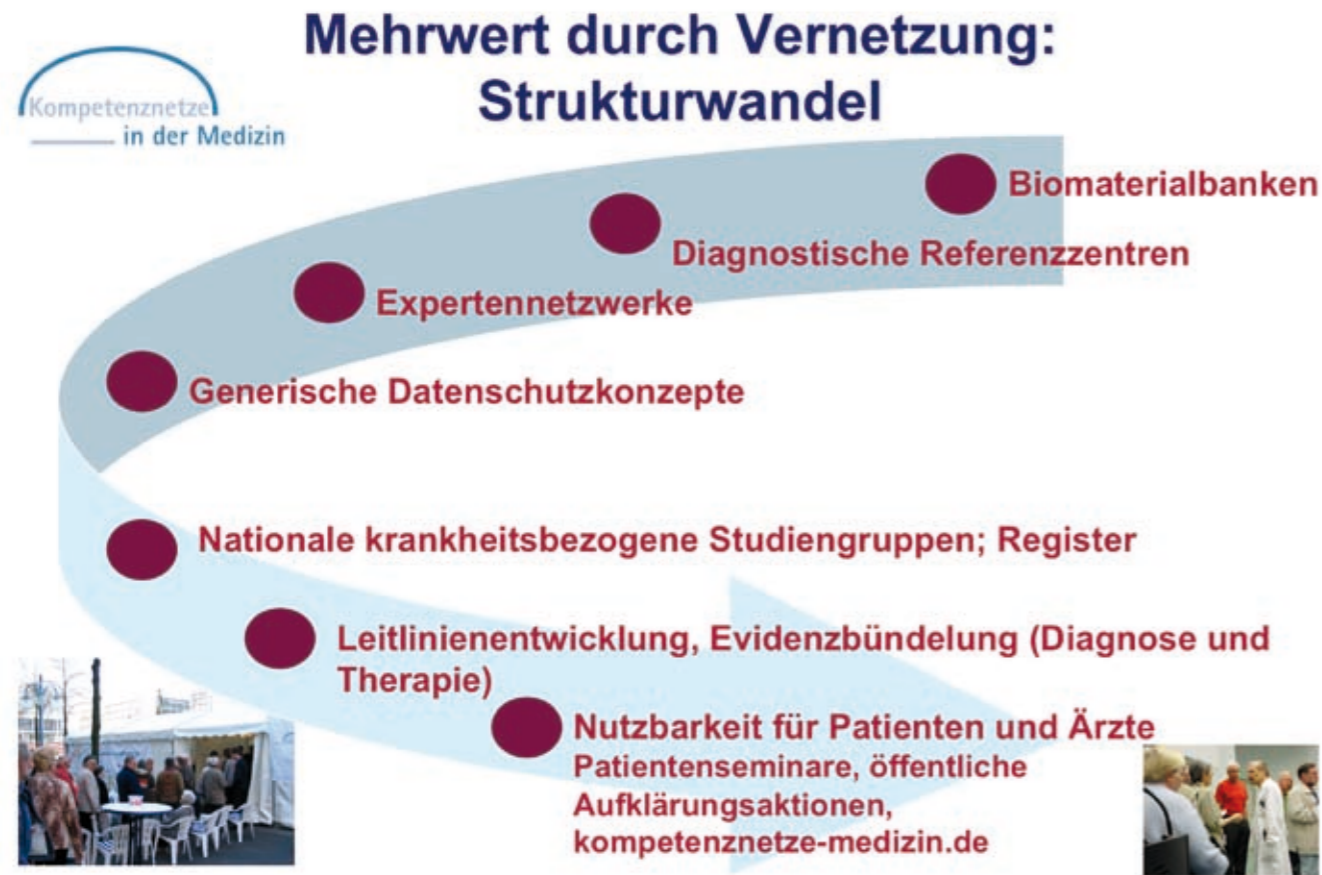 Mehrwert durch Vernetzung:
Strukturwandel
Kompetenznetze
in der Medizin
Biomaterialbanken
Diagnostische Referenzzentren
Expertennetzwerke
Generische Datenschutzkonzepte
Nationale krankheitsbezogene Studiengruppen; Register
Leitlinienentwicklung, Evidenzbündelung (Diagnose und
Therapie)
Nutzbarkeit für Patienten und Ärzte
Patientenseminare, öffentliche
Aufklärungsaktionen,
kompetenznetze-medizin.de